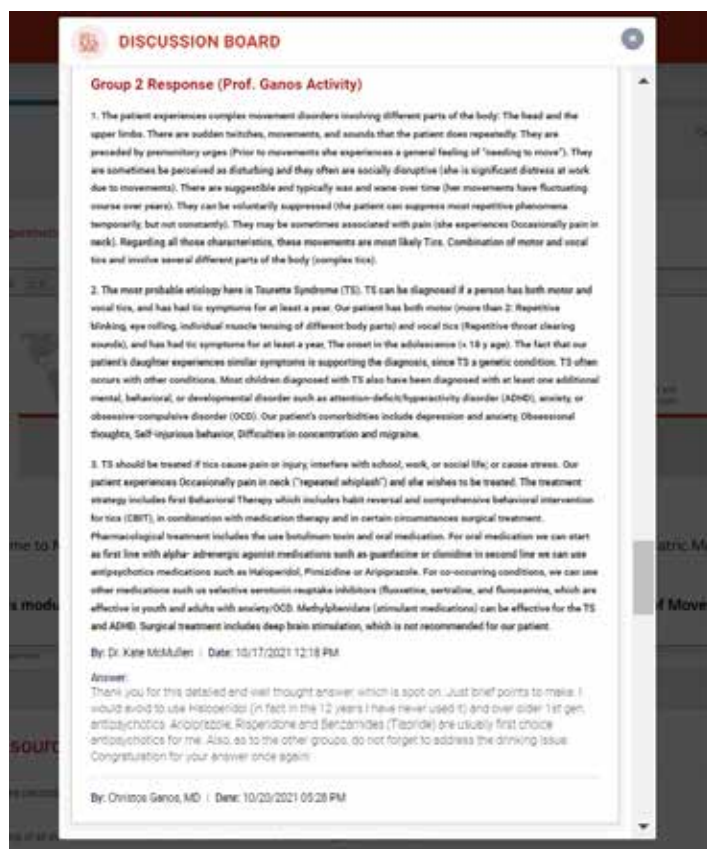 DISCUSSION BOARD
Group 2 Response (Prof. Ganos Activity)
1. The patient experiences complex movement disorders involving different parts of the body: The head and the
upper limbs. There are sudden twitches, movements, and sounds that the patient does repeatedly. They are
preceded by premonitory urges (Prior to movements she experiences a general feeling of "needing to move"). They
are sometimes be perceived as disturbing and they often are socially disruptive (she is significant distress at work
due to movements). There are suggestible and typically wax and wane over time (her movements have fluctuating
course over years). They can be voluntarily suppressed (the patient can suppress most repetitive phenomena
temporarily, but not constantly). They may be sometimes associated with pain (she experiences Occasionally pain in
neck). Regarding all those characteristics, these movements are most likely Tics. Combination of motor and vocal
tics and involve several different parts of the body (complex tics).
2. The most probable etiology here is Tourette Syndrome (TS). TS can be diagnosed if a person has both motor and
vocal tics, and has had tic symptoms for at least a year. Our patient has both motor (more than 2: Repetitive
blinking, eye rolling, individual muscle tensing of different body parts) and vocal tics (Repetitive throat clearing
sounds), and has had tic symptoms for at least a year, The onset in the adolescence (< 18 y age). The fact that our
patient's daughter experiences similar symptoms is supporting the diagnosis, since TS a genetic condition. TS often
occurs with other conditions. Most children diagnosed with TS also have been diagnosed with at least one additional
mental, behavioral, or developmental disorder such as attention-deficit/hyperactivity disorder (ADHD), anxiety, or
obsessive-compulsive disorder (OCD). Our patient's comorbidities include depression and anxiety, Obsessional
thoughts, Self-injurious behavior, Difficulties in concentration and migraine.
3. TS should be treated if tics cause pain or injury, interfere with school, work, or social life; or cause stress. Our
patient experiences Occasionally pain in neck ("repeated whiplash") and she wishes to be treated. The treatment
strategy includes first Behavioral Therapy which includes habit reversal and comprehensive behavioral intervention
for tics (CBIT), in combination with medication therapy and in certain circumstances surgical treatment.
Pharmacological treatment includes the use botulinum toxin and oral medication. For oral medication we can start
as first line with alpha- adrenergic agonist medications such as guanfacine or clonidine in second line we can use
antipsychotics medications such as Haloperidol, Pimizidine or Aripiprazole. For co-occurring conditions, we can use
other medications such us selective serotonin reuptake inhibitors (fluoxetine, sertraline, and fluvoxamine, which are
effective in youth and adults with anxiety/OCD. Methylphenidate (stimulant medications) can be effective for the TS
and ADHD. Surgical treatment includes deep brain stimulation, which is not recommended for our patient.
By: Dr. Kate McMullen | Date: 10/17/2021 12:18 PM
Answer:
Thank you for this detailed and well thought answer, which is spot on. Just brief points to make. I
would avoid to use Haloperidol (in fact in the 12 years I have never used it) and over older 1st gen.
antipsychotics. Aripiprazole, Risperidone and Benzamides (Tiapride) are usually first choice
antipsychotics for me. Also, as to the other groups, do not forget to address the drinking issue.
Congratulation for your answer once again!
By: Christos Ganos, MD | Date: 10/20/2021 05:28 PM